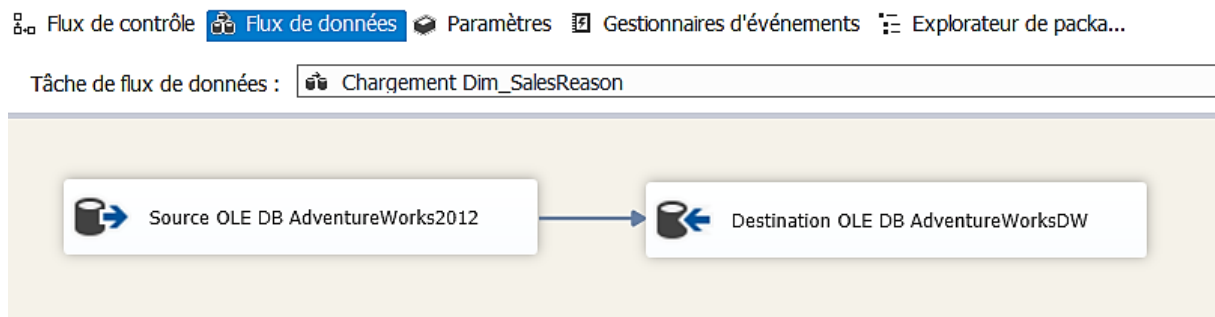 Flux de contrôle Flux de données Paramètres Gestionnaires d'événements Explorateur de packa...
Tâche de flux de données : Chargement Dim_SalesReason
Source OLE DB AdventureWorks2012 Destination OLE DB AdventureWorksDW